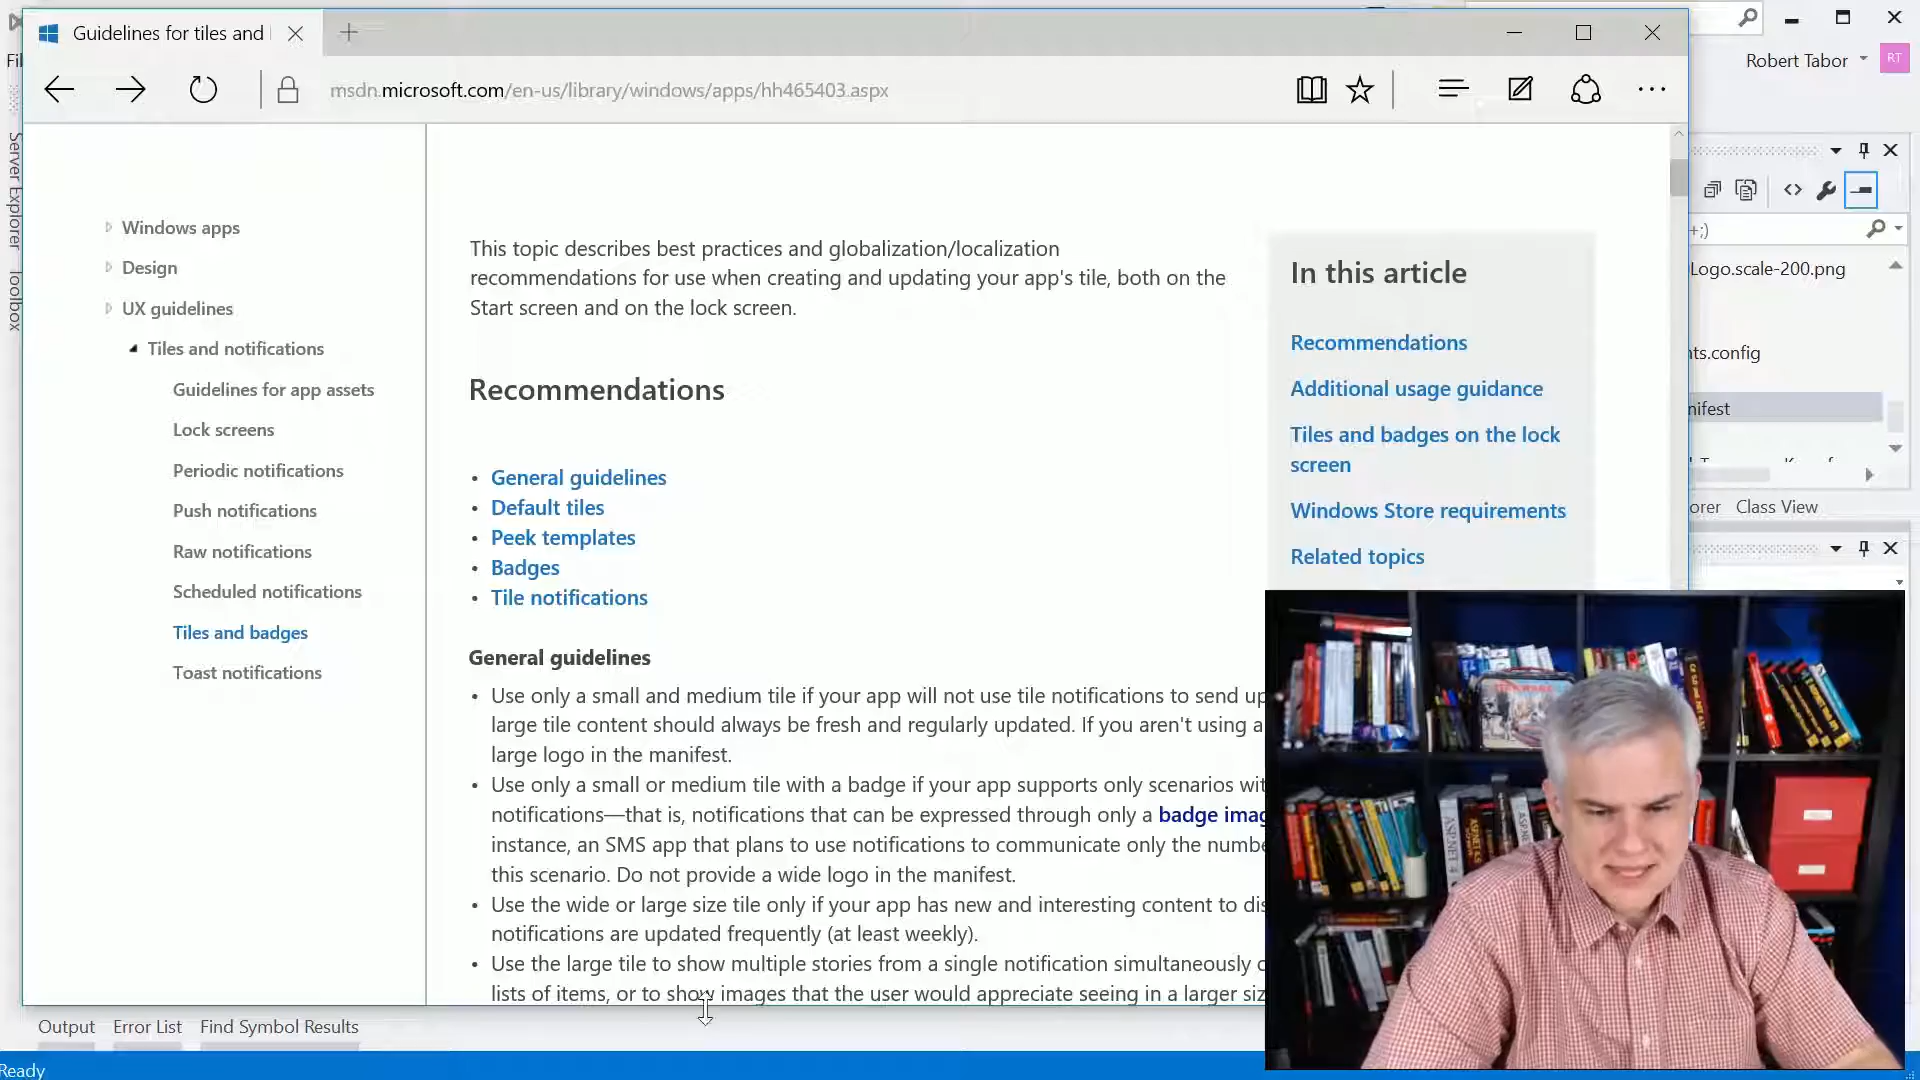 Guidelines for tiles and
Fil
Robert Tabor
RT
msdn.microsoft.com/en-us/library/windows/apps/hh465403.aspx
Server Explorer
Toolbox
Windows apps
Design
UX guidelines
Tiles and notifications
Guidelines for app assets
Lock screens
Periodic notifications
Push notifications
Raw notifications
Scheduled notifications
Tiles and badges
Toast notifications
This topic describes best practices and globalization/localization
recommendations for use when creating and updating your app's tile, both on the
Start screen and on the lock screen.
Recommendations
• General guidelines
• Default tiles
• Peek templates
• Badges
• Tile notifications
General guidelines
• Use only a small and medium tile if your app will not use tile notifications to send up
large tile content should always be fresh and regularly updated. If you aren't using a
large logo in the manifest.
• Use only a small or medium tile with a badge if your app supports only scenarios wit
notifications—that is, notifications that can be expressed through only a badge imag
instance, an SMS app that plans to use notifications to communicate only the numbe
this scenario. Do not provide a wide logo in the manifest.
• Use the wide or large size tile only if your app has new and interesting content to dis
notifications are updated frequently (at least weekly).
• Use the large tile to show multiple stories from a single notification simultaneously o
lists of items, or to show images that the user would appreciate seeing in a larger siz
In this article
Recommendations
Additional usage guidance
Tiles and badges on the lock
screen
Windows Store requirements
Related topics
+;)
Logo.scale-200.png
nts.config
nifest
orer Class View
Output Error List Find Symbol Results
Ready